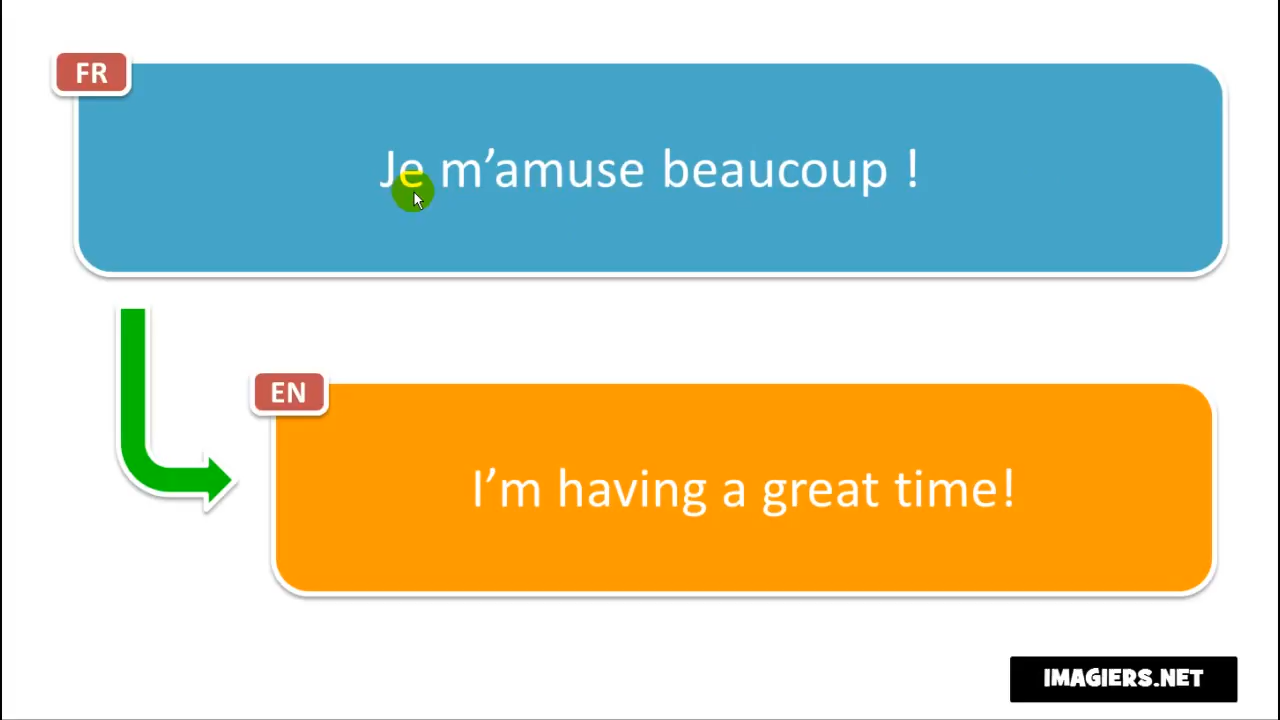 FR
Je m’amuse beaucoup !
EN
I’m having a great time!
IMAGIERS.NET